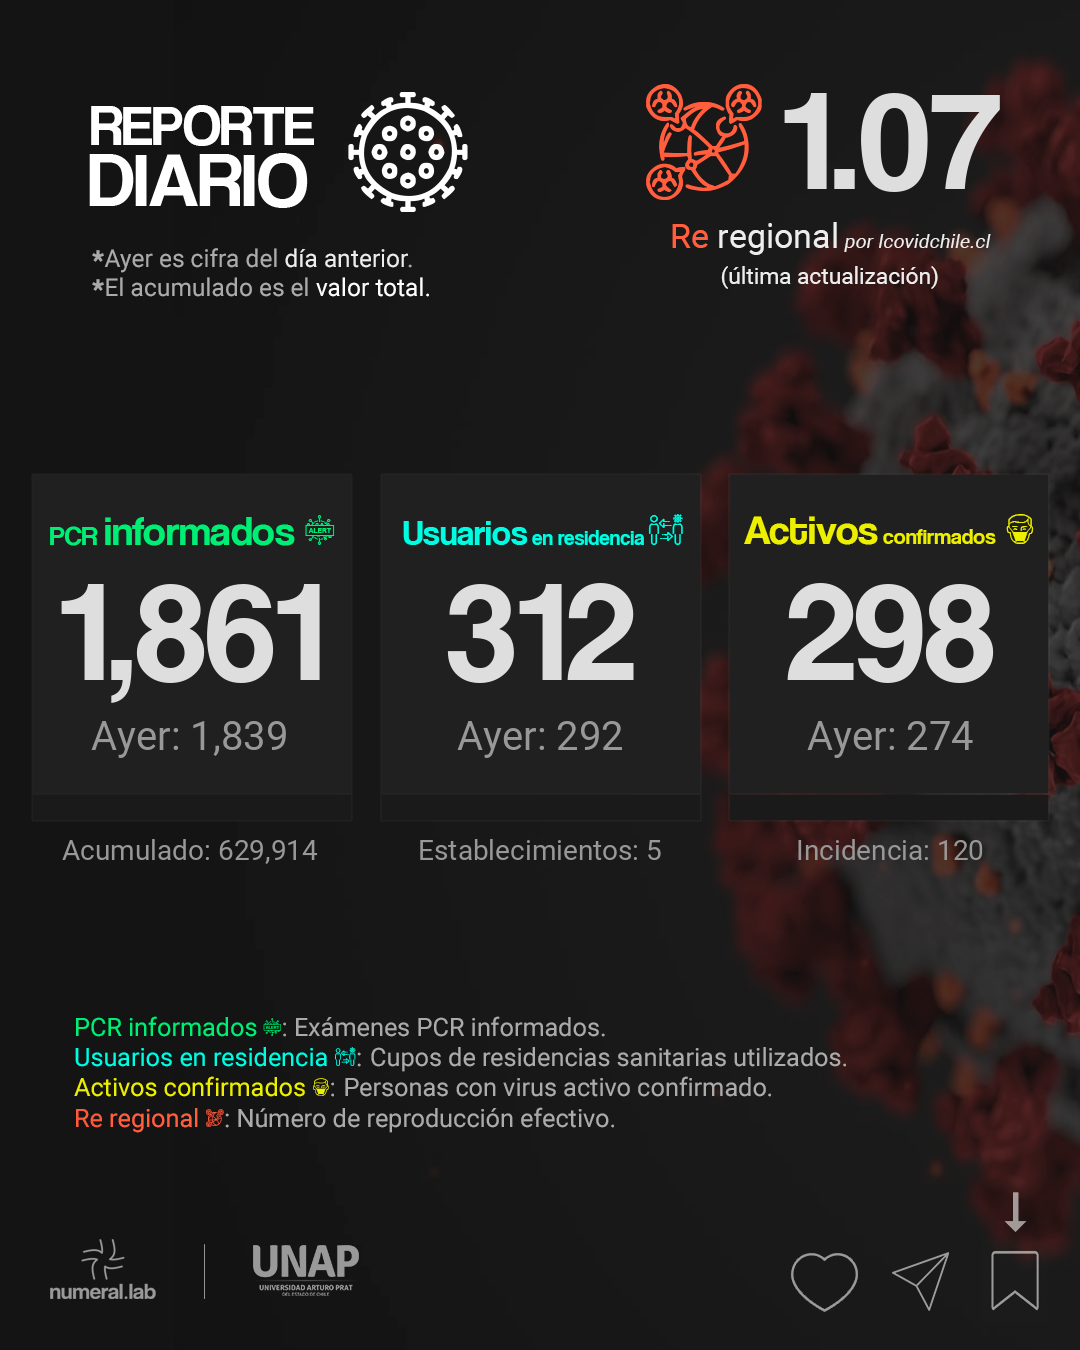 REPORTE
DIARIO
*Ayer es cifra del día anterior.
*El acumulado es el valor total.
1.07
Re regional por Icovidchile.cl
(última actualización)
PCR informados ALERT
1,861
Ayer: 1,839
Acumulado: 629,914
Usuarios en residencia
312
Ayer: 292
Establecimientos: 5
Activos confirmados
298
Ayer: 274
Incidencia: 120
PCR informados ALERT: Exámenes PCR informados.
Usuarios en residencia : Cupos de residencias sanitarias utilizados.
Activos confirmados : Personas con virus activo confirmado.
Re regional : Número de reproducción efectivo.
numeral.lab
UNAP
UNIVERSIDAD ARTURO PRAT
DEL ESTADO DE CHILE